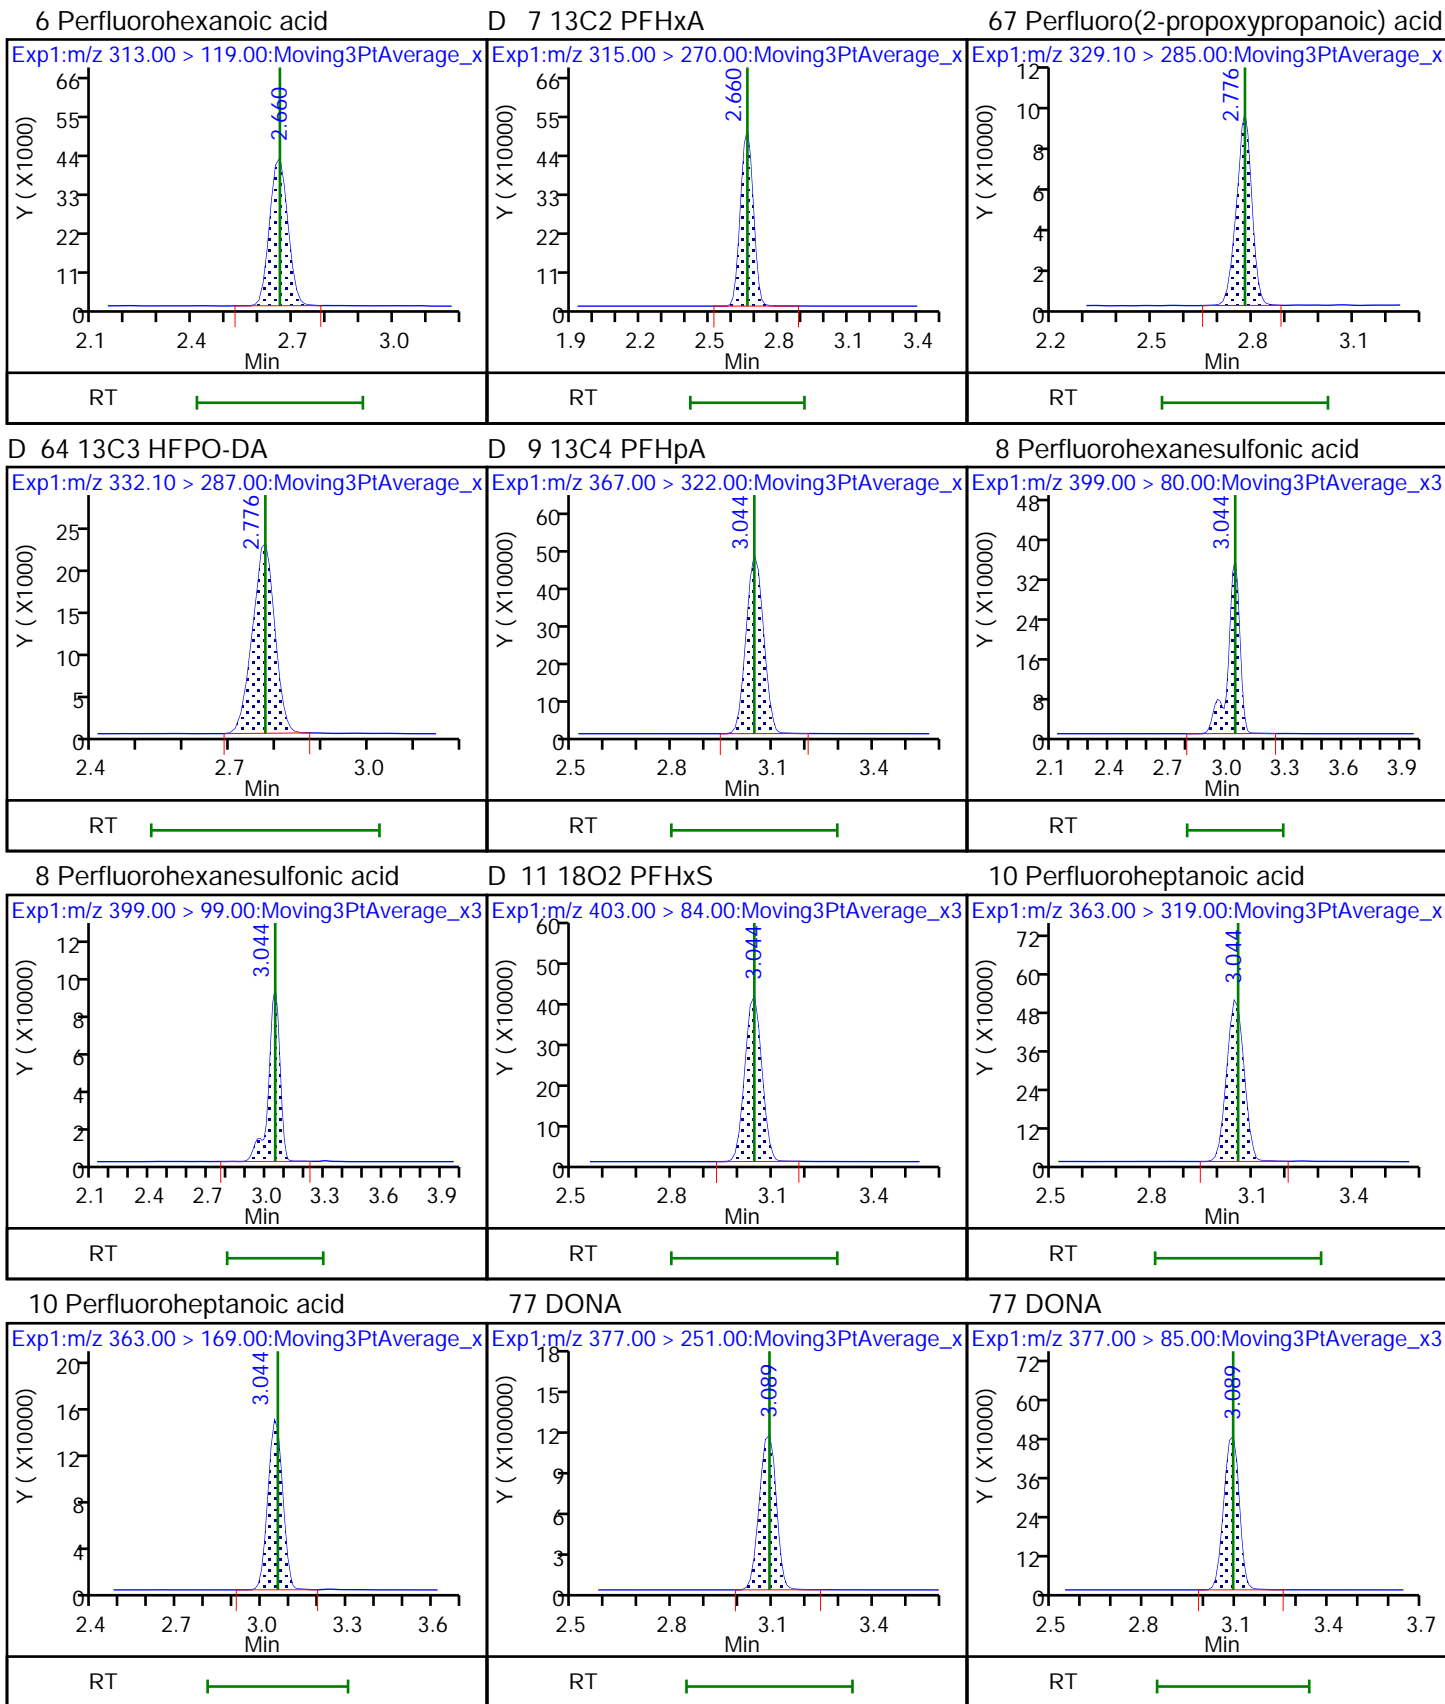 6 Perfluorohexanoic acid
D 7 13C2 PFHxA
67 Perfluoro(2-propoxypropanoic) acid
Exp1:m/z 313.00 > 119.00:Moving3PtAverage_x
Exp1:m/z 315.00 > 270.00:Moving3PtAverage_x
Exp1:m/z 329.10 > 285.00:Moving3PtAverage_x
Y ( X10000)
66
55
44
33
22
11
0
2.660
2.1 2.4 2.7 3.0
Min
Y ( X10000)
66
55
44
33
22
11
0
2.660
1.9 2.2 2.5 2.8 3.1 3.4
Min
Y ( X10000)
12
10
8
6
4
2
0
2.776
2.2 2.5 2.8 3.1
Min
RT
RT
RT
D 64 13C3 HFPO-DA
D 9 13C4 PFHpA
8 Perfluorohexanesulfonic acid
Exp1:m/z 332.10 > 287.00:Moving3PtAverage_x
Exp1:m/z 367.00 > 322.00:Moving3PtAverage_x
Exp1:m/z 399.00 > 80.00:Moving3PtAverage_x3
Y ( X10000)
25
20
15
10
5
0
2.776
2.4 2.7 3.0
Min
Y ( X10000)
60
50
40
30
20
10
0
3.044
2.5 2.8 3.1 3.4
Min
Y ( X10000)
48
40
32
24
16
8
0
3.044
2.1 2.4 2.7 3.0 3.3 3.6 3.9
Min
RT
RT
RT
8 Perfluorohexanesulfonic acid
D 11 18O2 PFHxS
10 Perfluoroheptanoic acid
Exp1:m/z 399.00 > 99.00:Moving3PtAverage_x3
Exp1:m/z 403.00 > 84.00:Moving3PtAverage_x3
Exp1:m/z 363.00 > 319.00:Moving3PtAverage_x
Y ( X10000)
12
10
8
6
4
2
0
3.044
2.1 2.4 2.7 3.0 3.3 3.6 3.9
Min
Y ( X10000)
60
50
40
30
20
10
0
3.044
2.5 2.8 3.1 3.4
Min
Y ( X10000)
72
60
48
36
24
12
0
3.044
2.5 2.8 3.1 3.4
Min
RT
RT
RT
10 Perfluoroheptanoic acid
77 DONA
77 DONA
Exp1:m/z 363.00 > 169.00:Moving3PtAverage_x
Exp1:m/z 377.00 > 251.00:Moving3PtAverage_x
Exp1:m/z 377.00 > 85.00:Moving3PtAverage_x3
Y ( X10000)
20
16
12
8
4
0
3.044
2.4 2.7 3.0 3.3 3.6
Min
Y ( X100000)
18
15
12
9
6
3
0
3.089
2.5 2.8 3.1 3.4
Min
Y ( X10000)
72
60
48
36
24
12
0
3.089
2.5 2.8 3.1 3.4 3.7
Min
RT
RT
RT